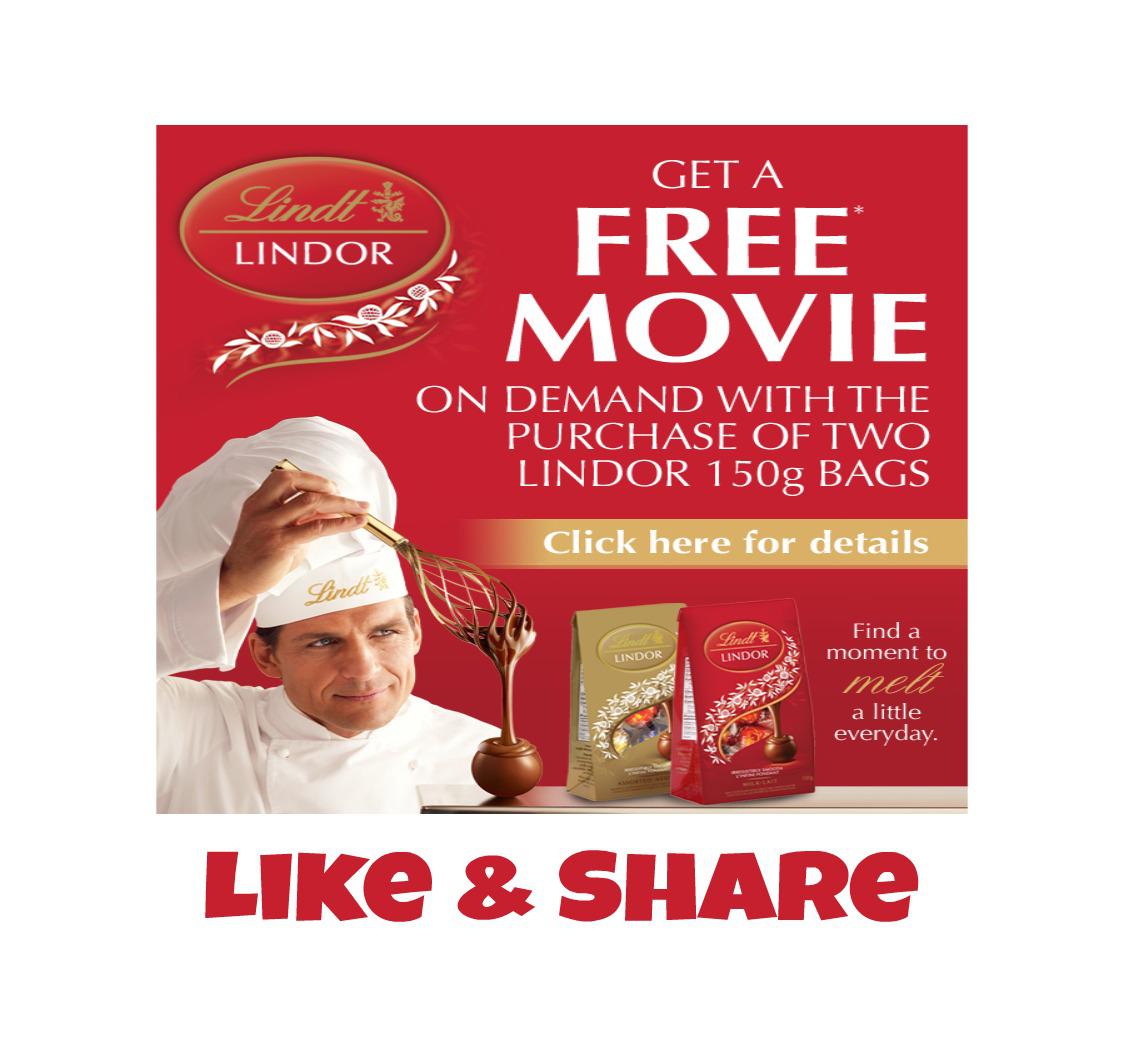 Lindt
LINDOR
GET A
FREE*
MOVIE
ON DEMAND WITH THE
PURCHASE OF TWO
LINDOR 150g BAGS
Click here for details
Lindt
Lindt
LINDOR
Lindt
LINDOR
Find a
moment to
melt
a little
everyday.
LIKe & SHARe